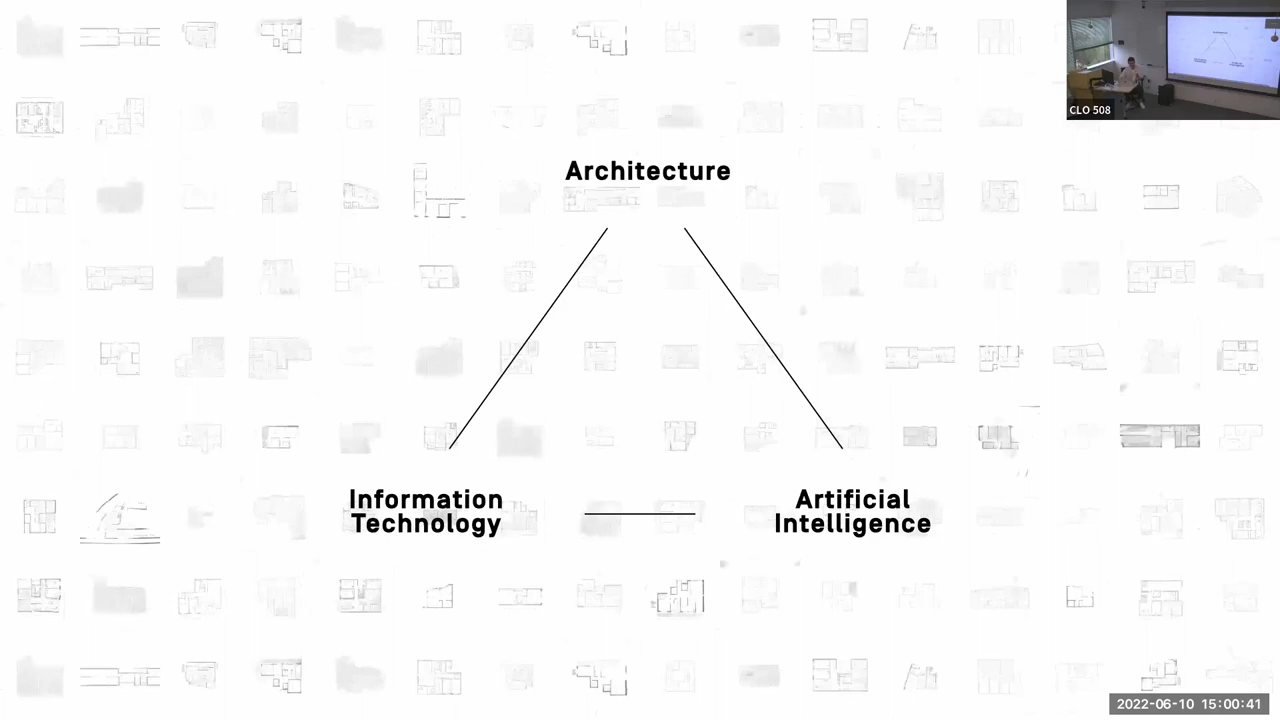 CLO 508
Architecture
Information
Technology
Artificial
Intelligence
2022-06-10 15:00:41